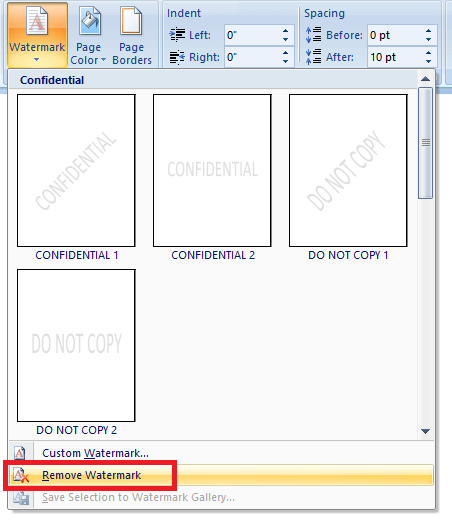 Watermark
Page Color
Page Borders
Indent
Left: 0"
Right: 0"
Spacing
Before: 0 pt
After: 10 pt
Confidential
CONFIDENTIAL
CONFIDENTIAL
DO NOT COPY
CONFIDENTIAL 1
CONFIDENTIAL 2
DO NOT COPY 1
DO NOT COPY
DO NOT COPY 2
Custom Watermark...
Remove Watermark
Save Selection to Watermark Gallery...